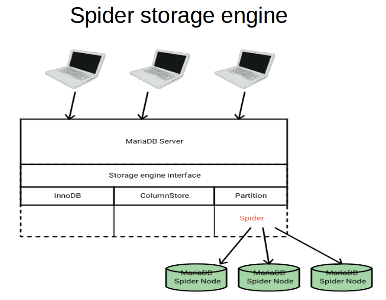 Spider storage engine
MariaDB Server
Storage engine interface
InnoDB ColumnStore Partition
Spider
MariaDB MariaDB MariaDB
Spider Node Spider Node Spider Node